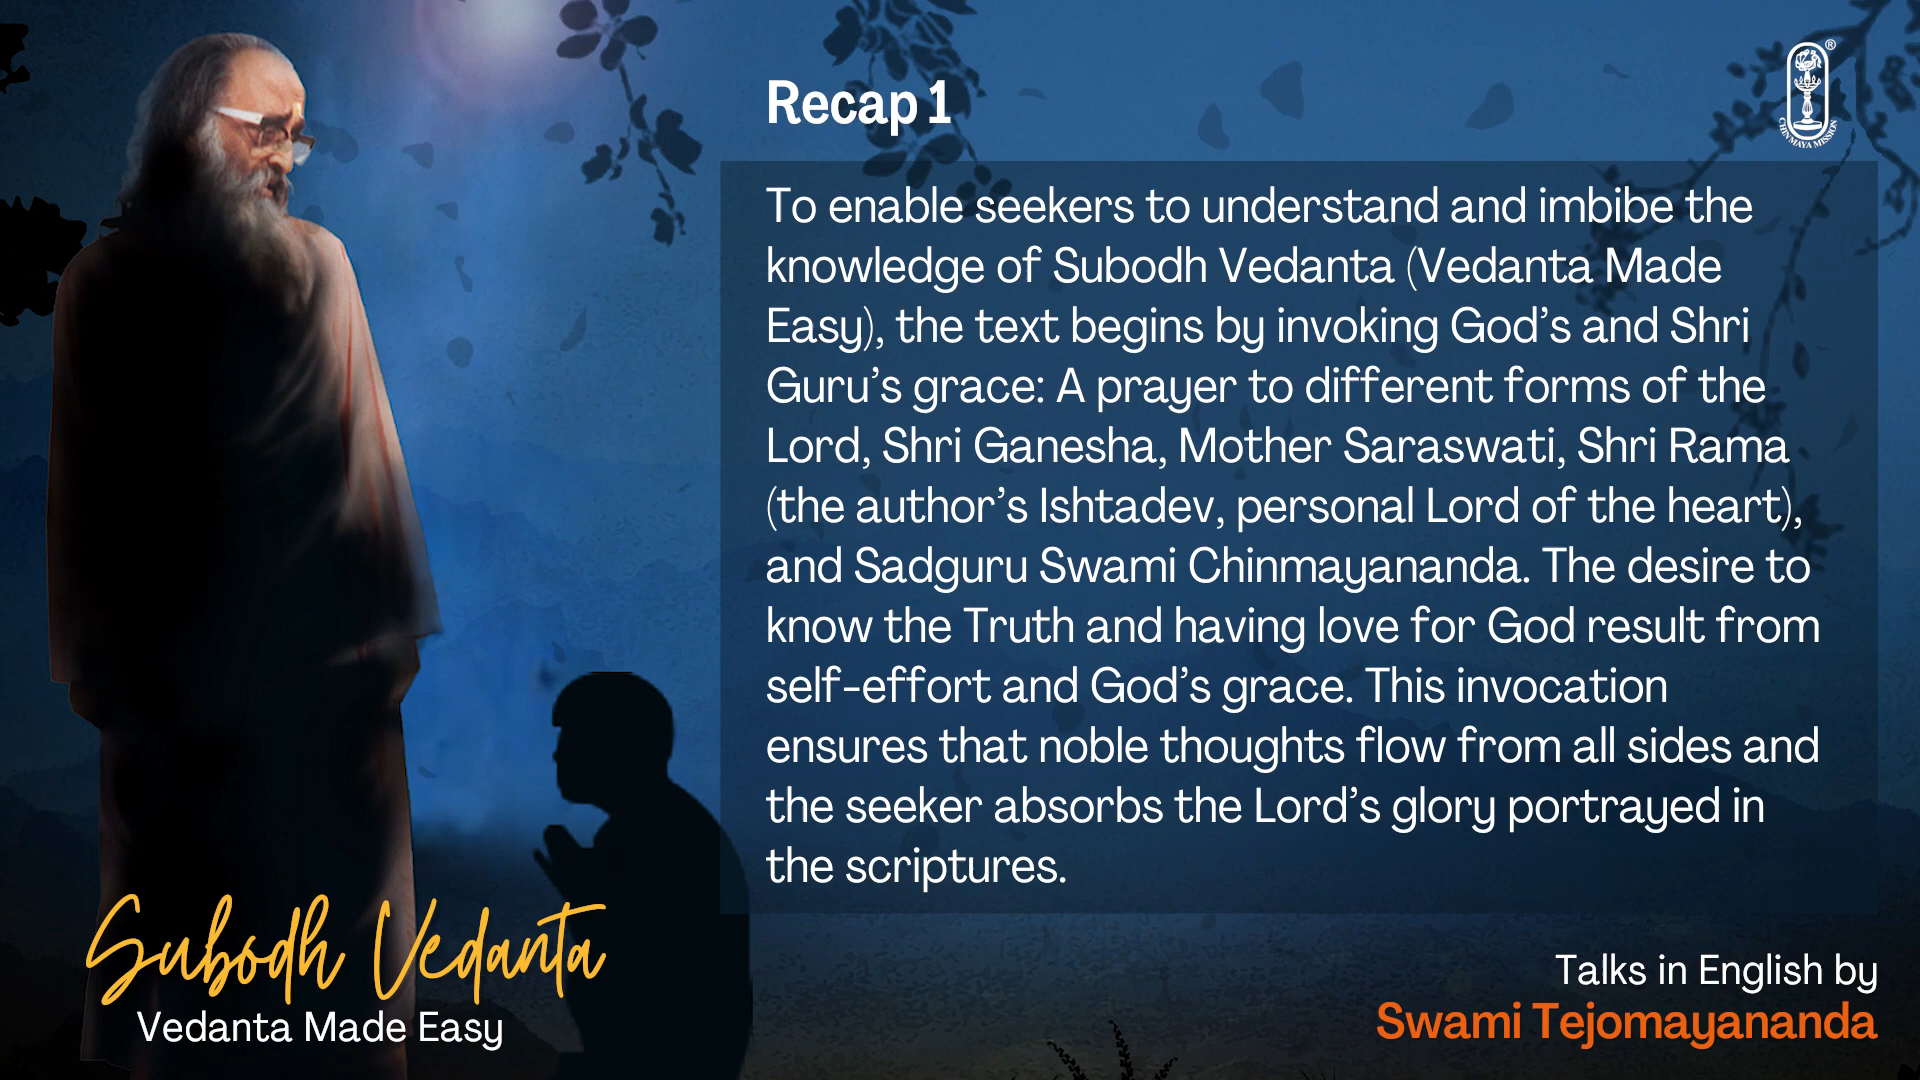 Recap 1
CHINMAYA MISSION
®
To enable seekers to understand and imbibe the
knowledge of Subodh Vedanta (Vedanta Made
Easy), the text begins by invoking God’s and Shri
Guru’s grace: A prayer to different forms of the
Lord, Shri Ganesha, Mother Saraswati, Shri Rama
(the author’s Ishtadev, personal Lord of the heart),
and Sadguru Swami Chinmayananda. The desire to
know the Truth and having love for God result from
self-effort and God’s grace. This invocation
ensures that noble thoughts flow from all sides and
the seeker absorbs the Lord’s glory portrayed in
the scriptures.
Subodh Vedanta
Vedanta Made Easy
Talks in English by
Swami Tejomayananda